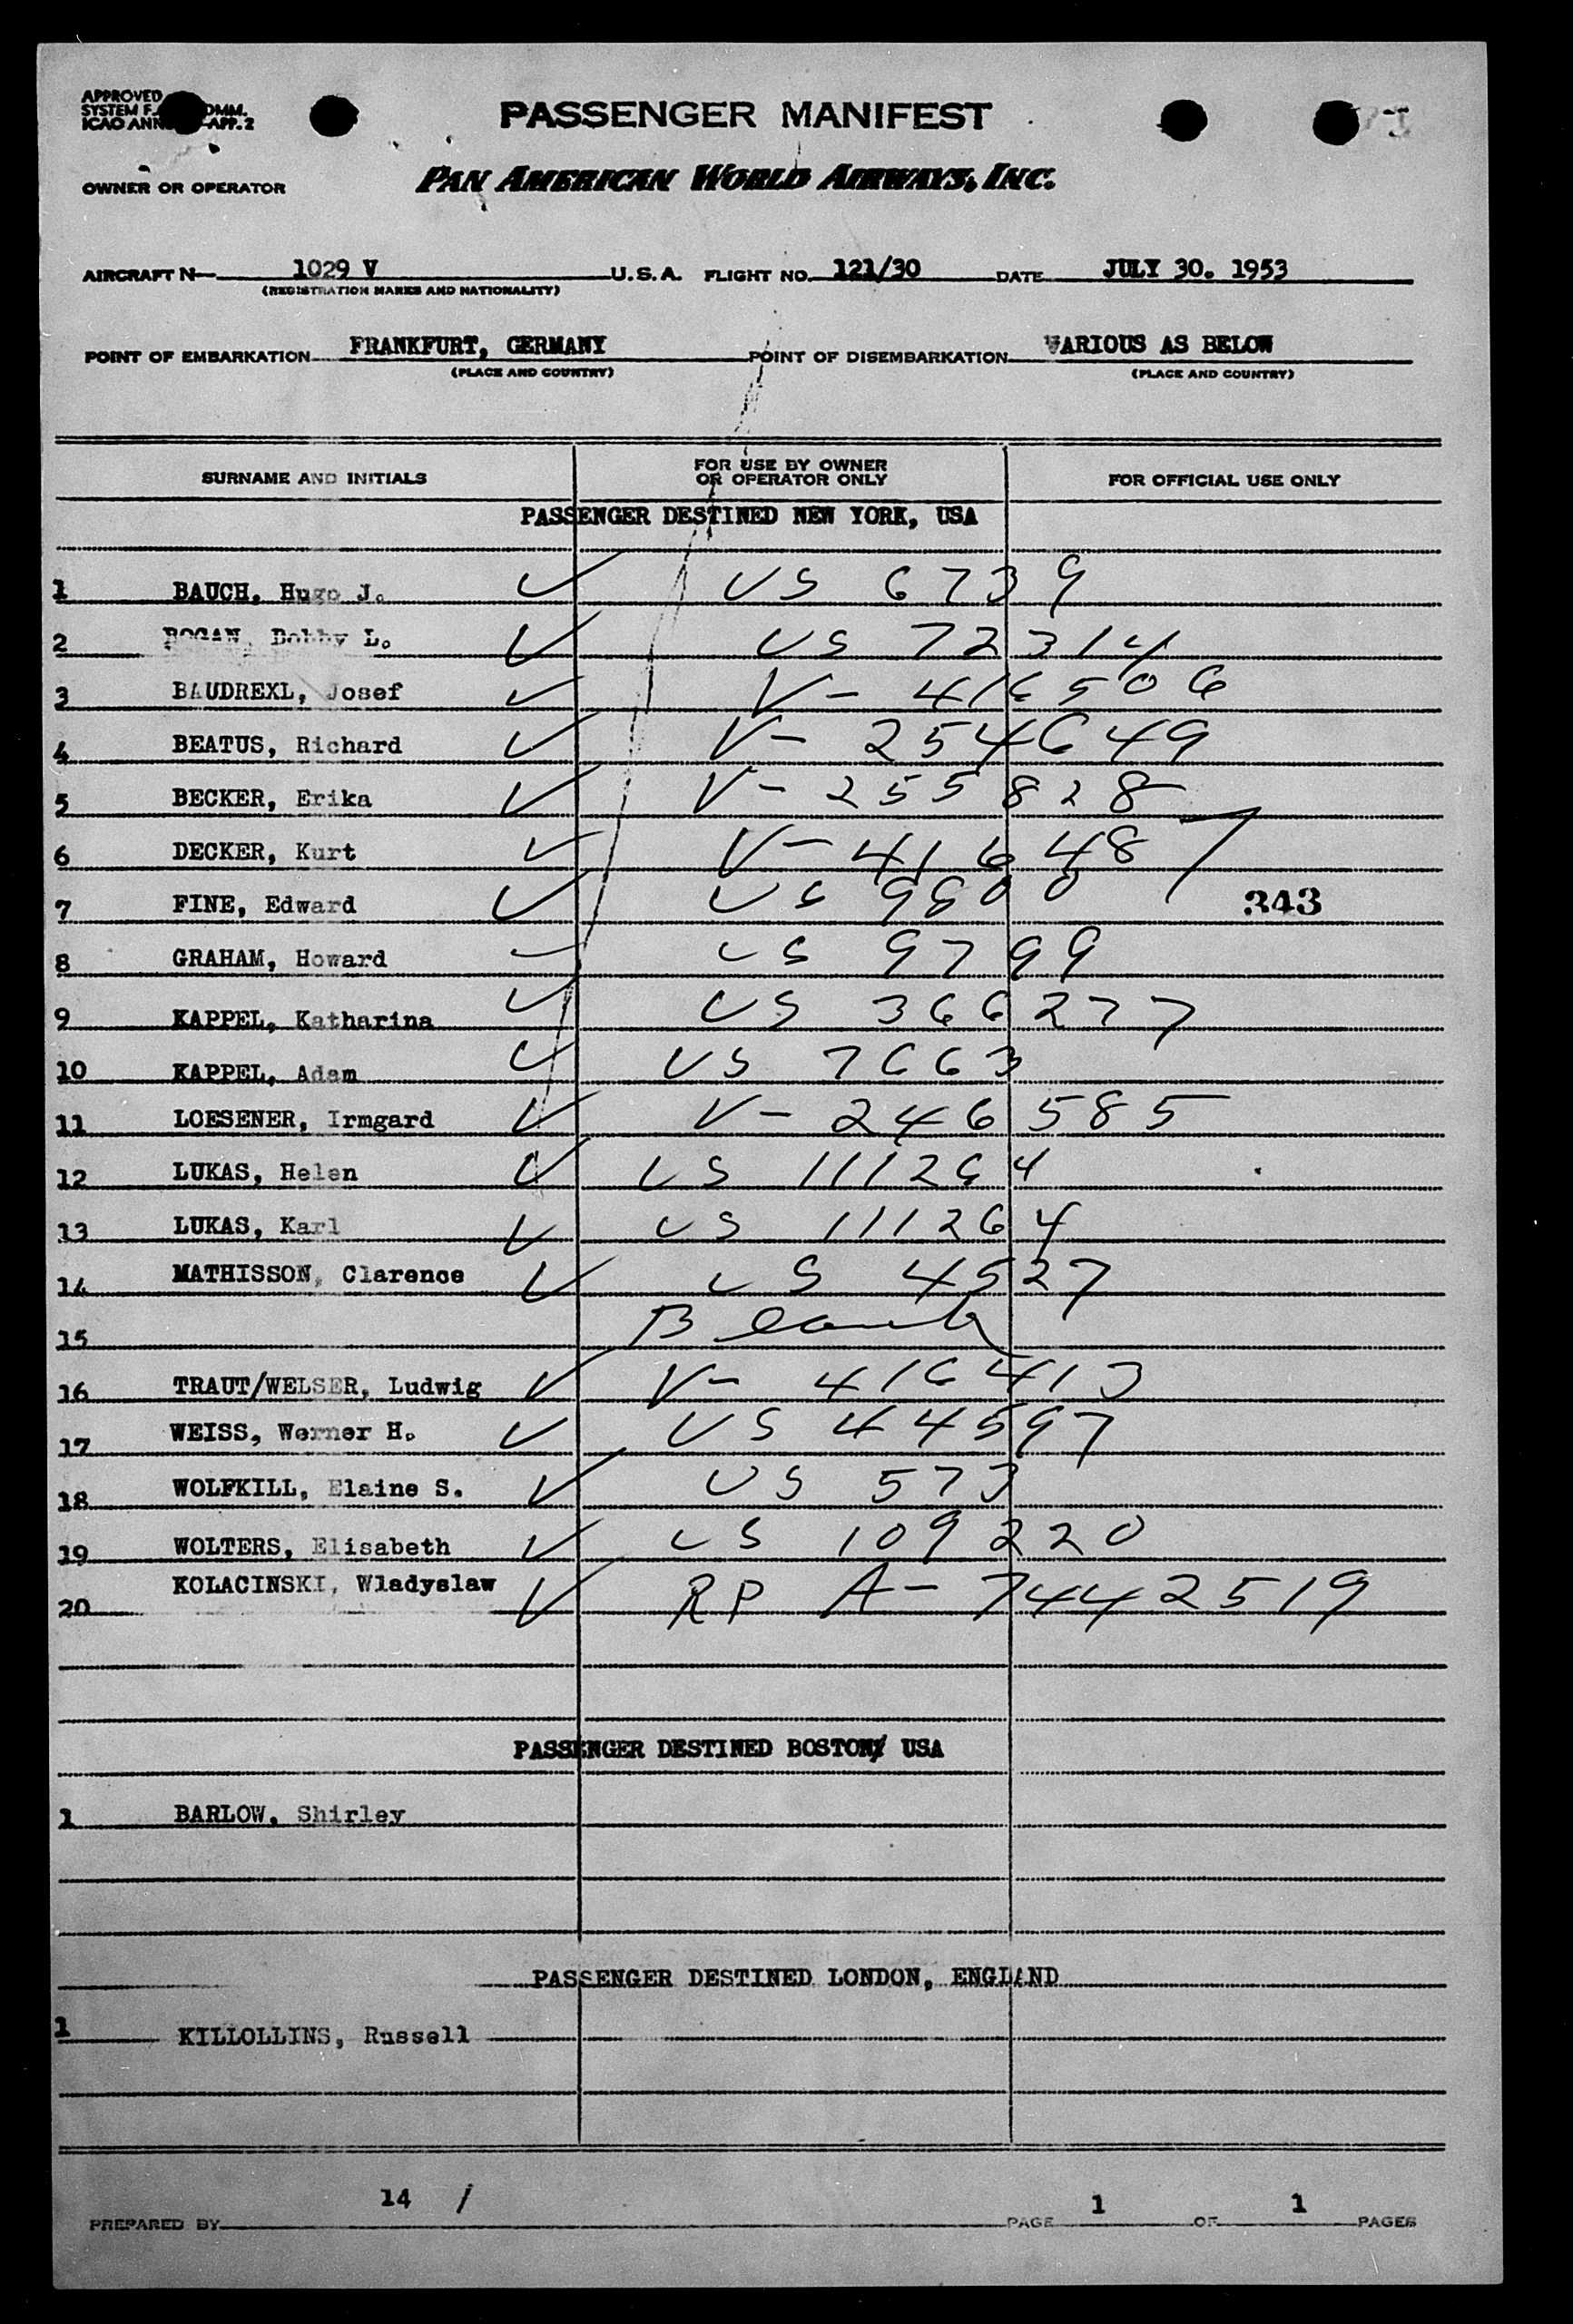 APPROVED
SYSTEM
ICAO APP. 2
PASSENGER MANIFEST
OWNER OR OPERATOR PAN AMERICAN WORLD AIRWAYS, INC.
AIRCRAFT N— 1029 V U.S.A. FLIGHT NO. 121/30 DATE JULY 30. 1953
(REGISTRATION MARKS AND NATIONALITY)
POINT OF EMBARKATION FRANKFURT, GERMANY POINT OF DISEMBARKATION VARIOUS AS BELOW
(PLACE AND COUNTRY) (PLACE AND COUNTRY)
SURNAME AND INITIALS FOR USE BY OWNER OR OPERATOR ONLY FOR OFFICIAL USE ONLY
PASSENGER DESTINED NEW YORK, USA
1 BAUCH, Hugo J. ✓ US 6739
2 L. ✓ US 72314
3 BAUDREXL, Josef ✓ V- 416506
4 BEATUS, Richard ✓ V- 254649
5 BECKER, Erika ✓ V- 255828
6 DECKER, Kurt ✓ V- 416487
7 FINE, Edward ✓ US 343
8 GRAHAM, Howard ✓ US 9799
9 KAPPEL, Katharina ✓ US 366277
10 KAPPEL, Adam ✓ US 7663
11 LOESENER, Irmgard ✓ V- 246585
12 LUKAS, Helen ✓ US 111264
13 LUKAS, Karl ✓ US 111264
14 MATHISSON, Clarence ✓ US 4527
15 Blank
16 TRAUT/WELSER, Ludwig ✓ V- 416413
17 WEISS, Werner H. ✓ US 44597
18 WOLFKILL, Elaine S. ✓ US 573
19 WOLTERS, Elisabeth ✓ US 109220
20 KOLACINSKI, Wladyslaw ✓ RP A- 7442519
PASSENGER DESTINED BOSTON, USA
1 BARLOW, Shirley
PASSENGER DESTINED LONDON, ENGLAND
1 KILLOLLINS, Russell
PREPARED BY 14 / PAGE 1 OF 1 PAGES